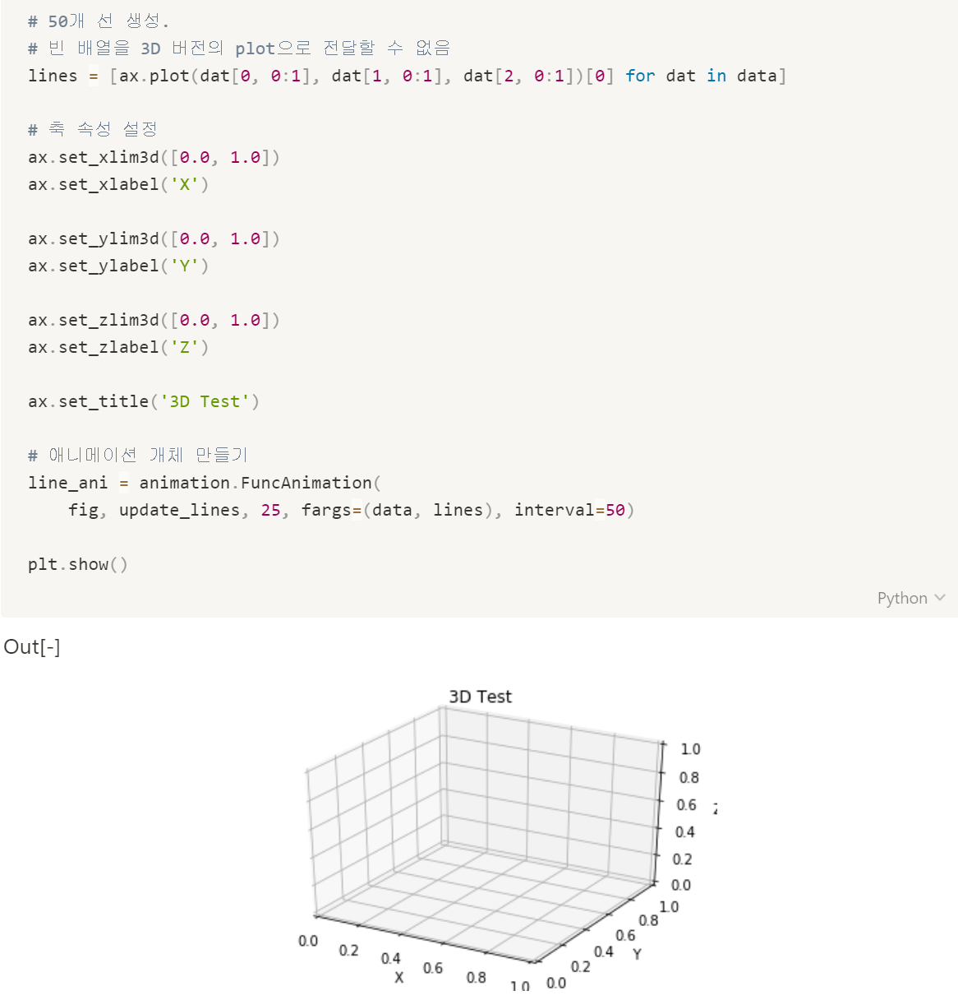 # 50개 선 생성.
# 빈 배열을 3D 버전의 plot으로 전달할 수 없음
lines = [ax.plot(dat[0, 0:1], dat[1, 0:1], dat[2, 0:1])[0] for dat in data]
# 축 속성 설정
ax.set_xlim3d([0.0, 1.0])
ax.set_xlabel('X')
ax.set_ylim3d([0.0, 1.0])
ax.set_ylabel('Y')
ax.set_zlim3d([0.0, 1.0])
ax.set_zlabel('Z')
ax.set_title('3D Test')
# 애니메이션 개체 만들기
line_ani = animation.FuncAnimation(
    fig, update_lines, 25, fargs=(data, lines), interval=50)
plt.show()
Python
Out[-]
3D Test
1.0
0.8
0.6
0.4
0.2
0.0
1.0
0.8
0.6
0.4
0.2
0.0
Y
0.0
0.2
0.4
0.6
0.8
1.0
X